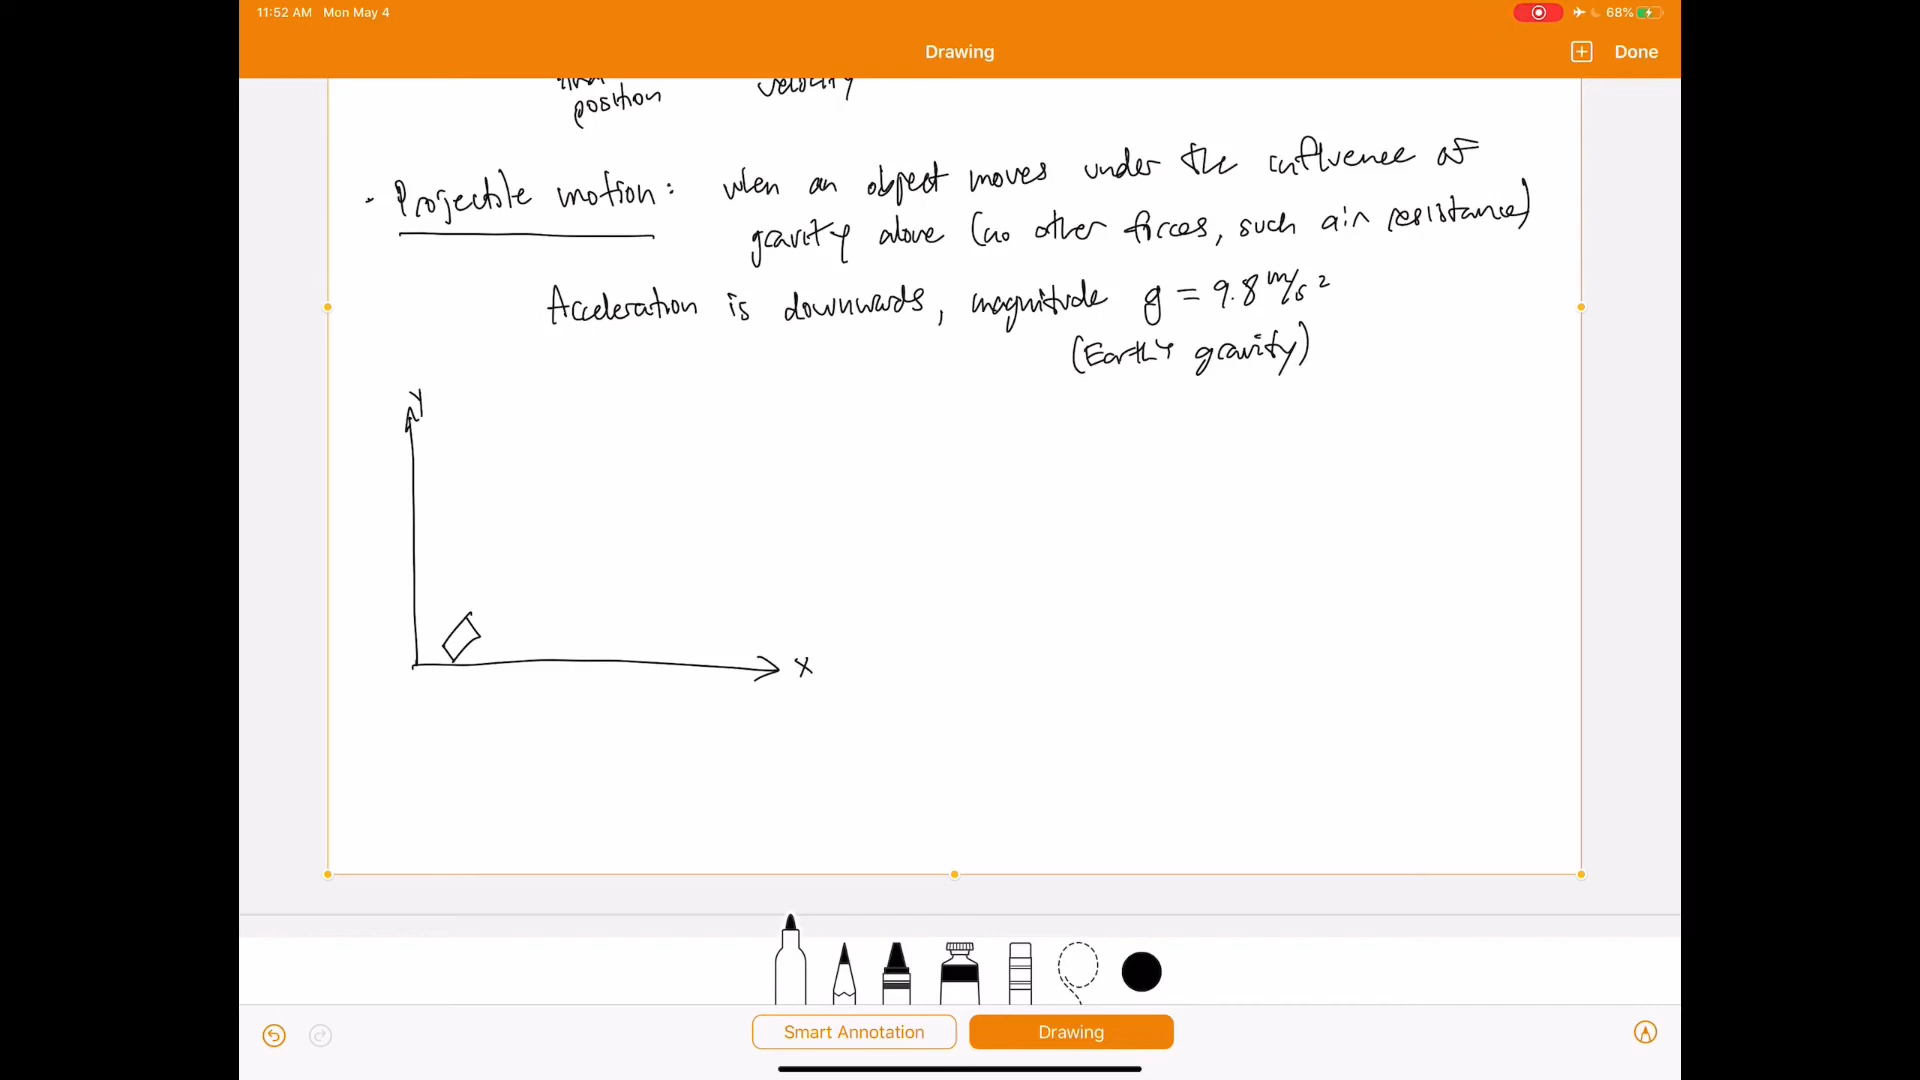 11:52 AM Mon May 4
68%
Drawing
Done
position
velocity
· Projectile motion: when an object moves under the influence of
gravity alone (no other forces, such air resistance)
Acceleration is downwards, magnitude g = 9.8 m/s²
(Earth's gravity)
y
x
Smart Annotation
Drawing